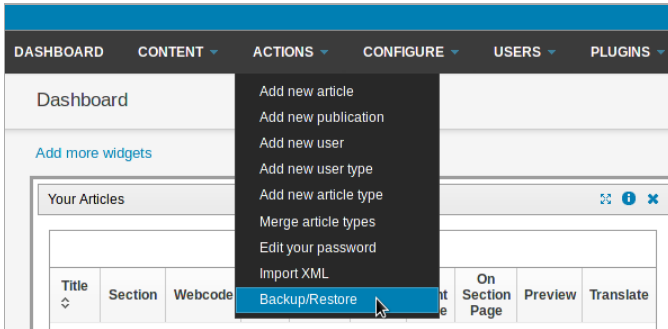 DASHBOARD CONTENT ACTIONS CONFIGURE USERS PLUGINS
Dashboard
Add new article
Add new publication
Add new user
Add new user type
Add new article type
Merge article types
Edit your password
Import XML
Backup/Restore
Add more widgets
Your Articles
Title
Section
Webcode
On
Section
Page
Preview
Translate